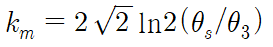 k_m = 2√2 ln2(θ_s/θ_3)